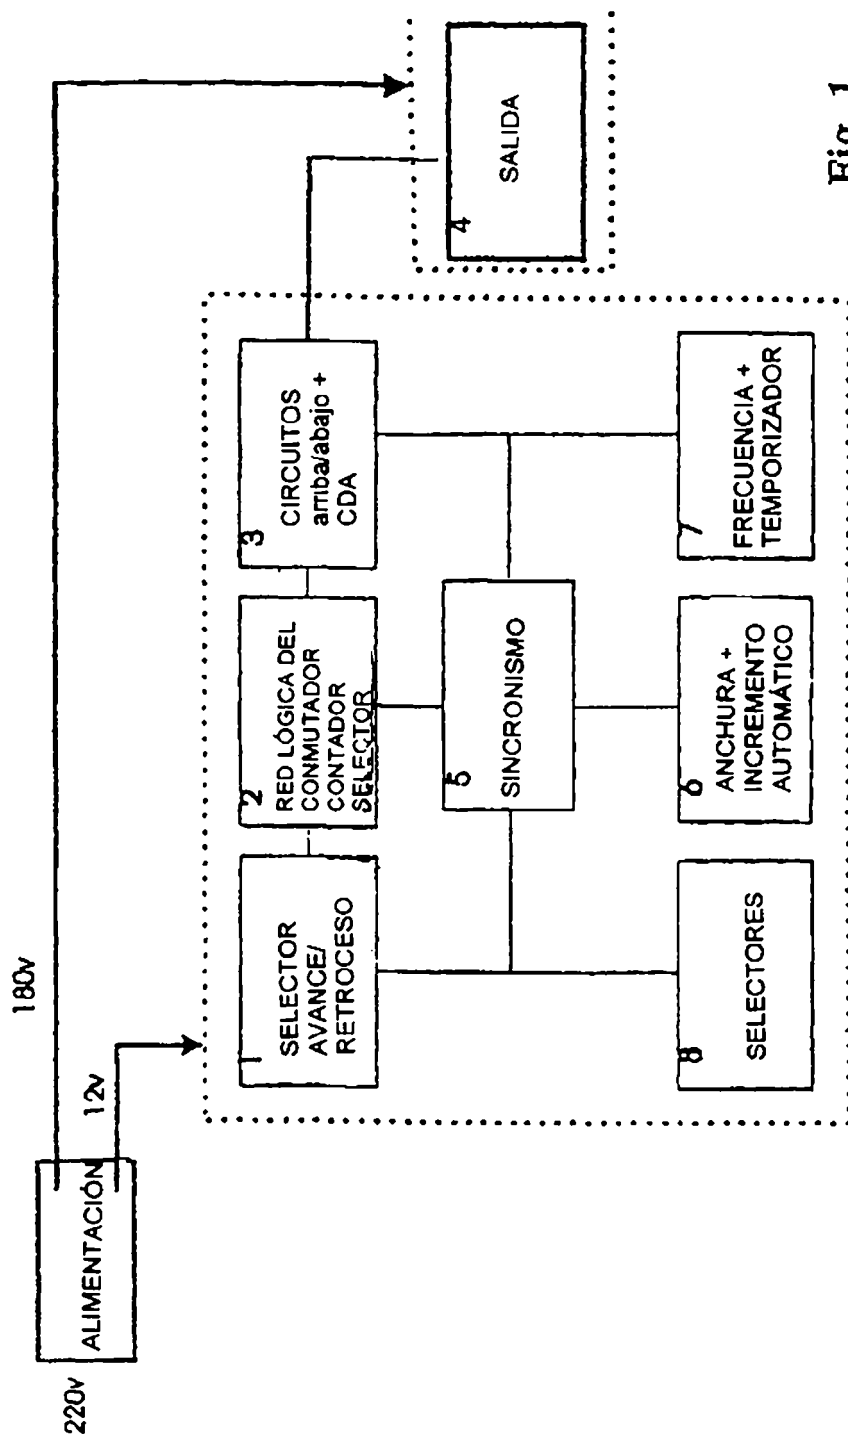 220v
ALIMENTACIÓN
12v
180v
1
SELECTOR
AVANCE/
RETROCESO
2
RED LÓGICA DEL
CONMUTADOR
CONTADOR
SELECTOR
3
CIRCUITOS
arriba/abajo +
CDA
4
SALIDA
5
SINCRONISMO
8
SELECTORES
6
ANCHURA +
INCREMENTO
AUTOMÁTICO
7
FRECUENCIA +
TEMPORIZADOR
Fig. 1